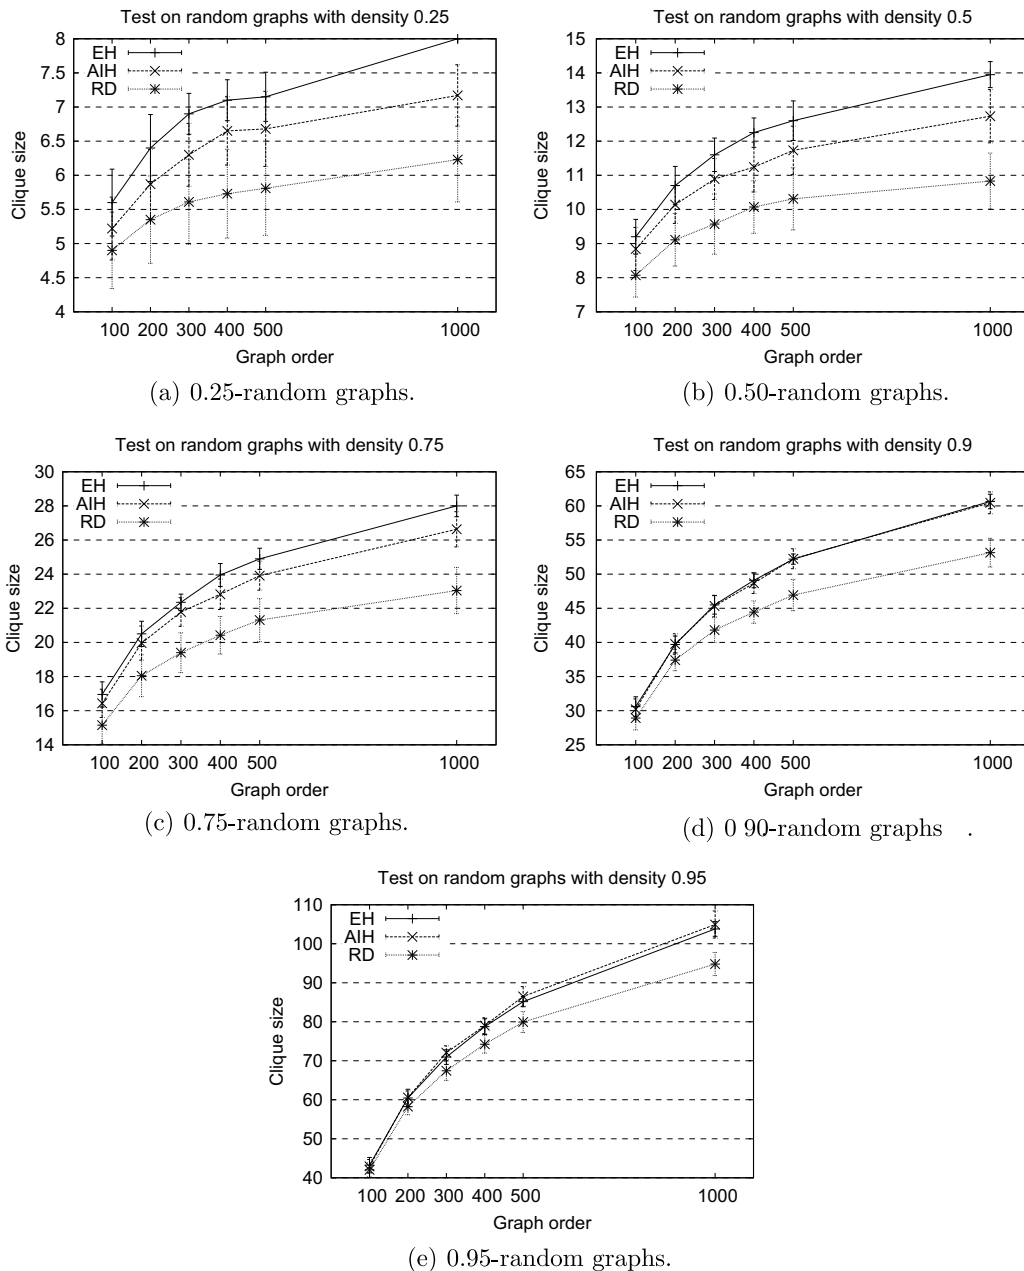 Test on random graphs with density 0.25
8
7.5
7
6.5
6
5.5
5
4.5
4
EH
AIH
RD
Clique size
100 200 300 400 500 1000
Graph order
(a) 0.25-random graphs.
Test on random graphs with density 0.5
15
14
13
12
11
10
9
8
7
EH
AIH
RD
Clique size
100 200 300 400 500 1000
Graph order
(b) 0.50-random graphs.
Test on random graphs with density 0.75
30
28
26
24
22
20
18
16
14
EH
AIH
RD
Clique size
100 200 300 400 500 1000
Graph order
(c) 0.75-random graphs.
Test on random graphs with density 0.9
65
60
55
50
45
40
35
30
25
EH
AIH
RD
Clique size
100 200 300 400 500 1000
Graph order
(d) 0 90-random graphs .
Test on random graphs with density 0.95
110
100
90
80
70
60
50
40
EH
AIH
RD
Clique size
100 200 300 400 500 1000
Graph order
(e) 0.95-random graphs.